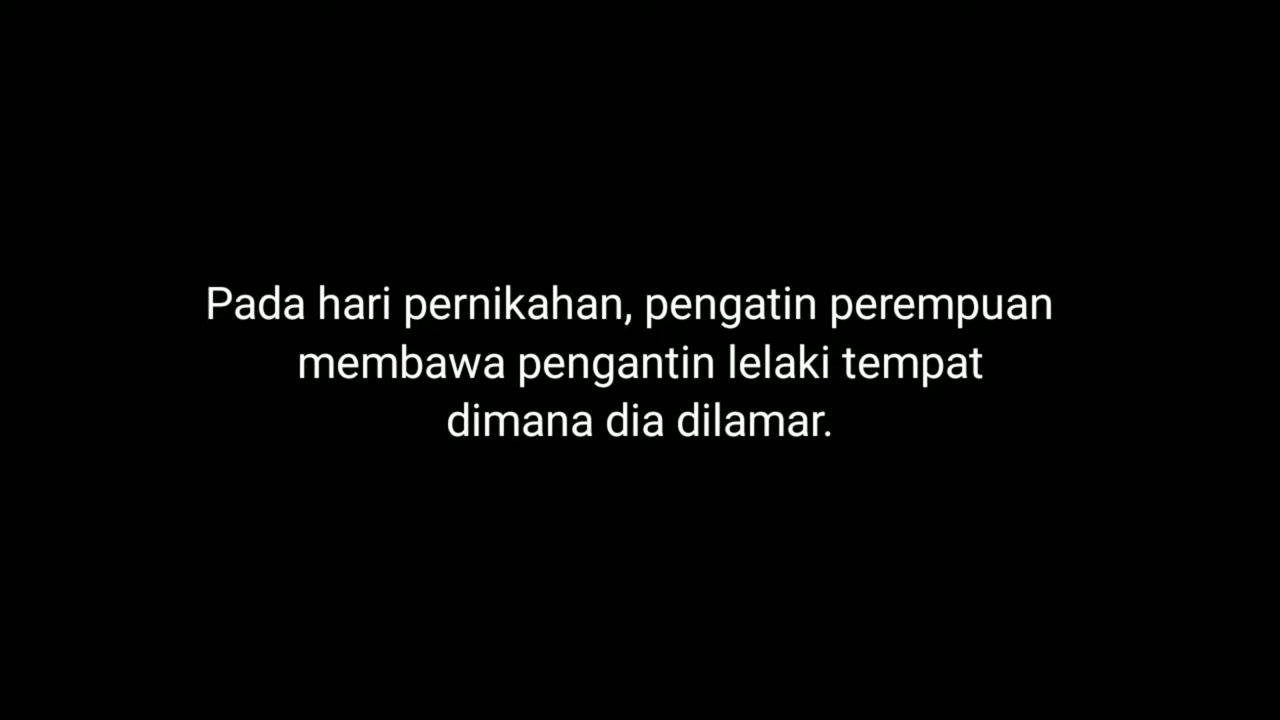 Pada hari pernikahan, pengatin perempuan
membawa pengantin lelaki tempat
dimana dia dilamar.